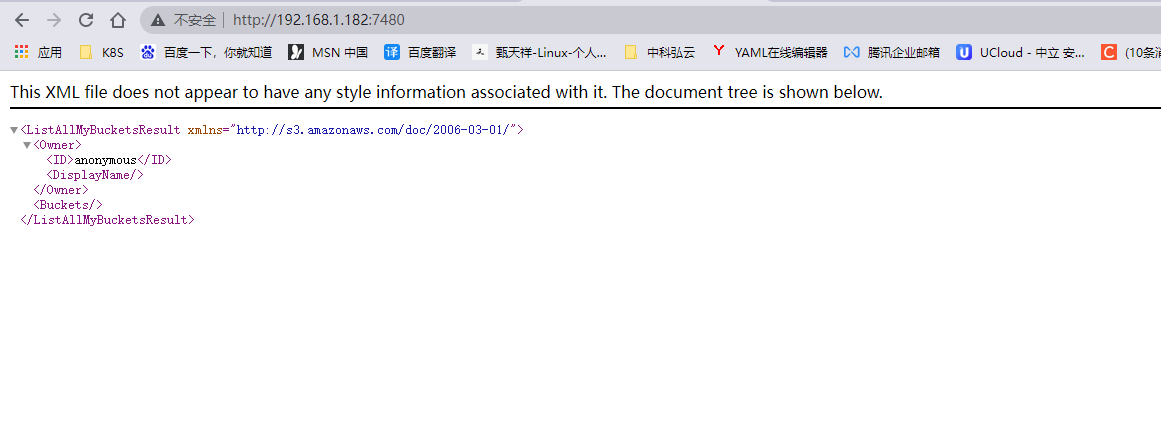 不安全 | http://192.168.1.182:7480
应用 K8S 百度一下，你就知道 MSN 中国 译 百度翻译 甄天祥-Linux-个人... 中科弘云 Y YAML在线编辑器 腾讯企业邮箱 U UCloud - 中立 安... C (10条消
This XML file does not appear to have any style information associated with it. The document tree is shown below.
▼<ListAllMyBucketsResult xmlns="http://s3.amazonaws.com/doc/2006-03-01/">
▼<Owner>
<ID>anonymous</ID>
<DisplayName/>
</Owner>
<Buckets/>
</ListAllMyBucketsResult>